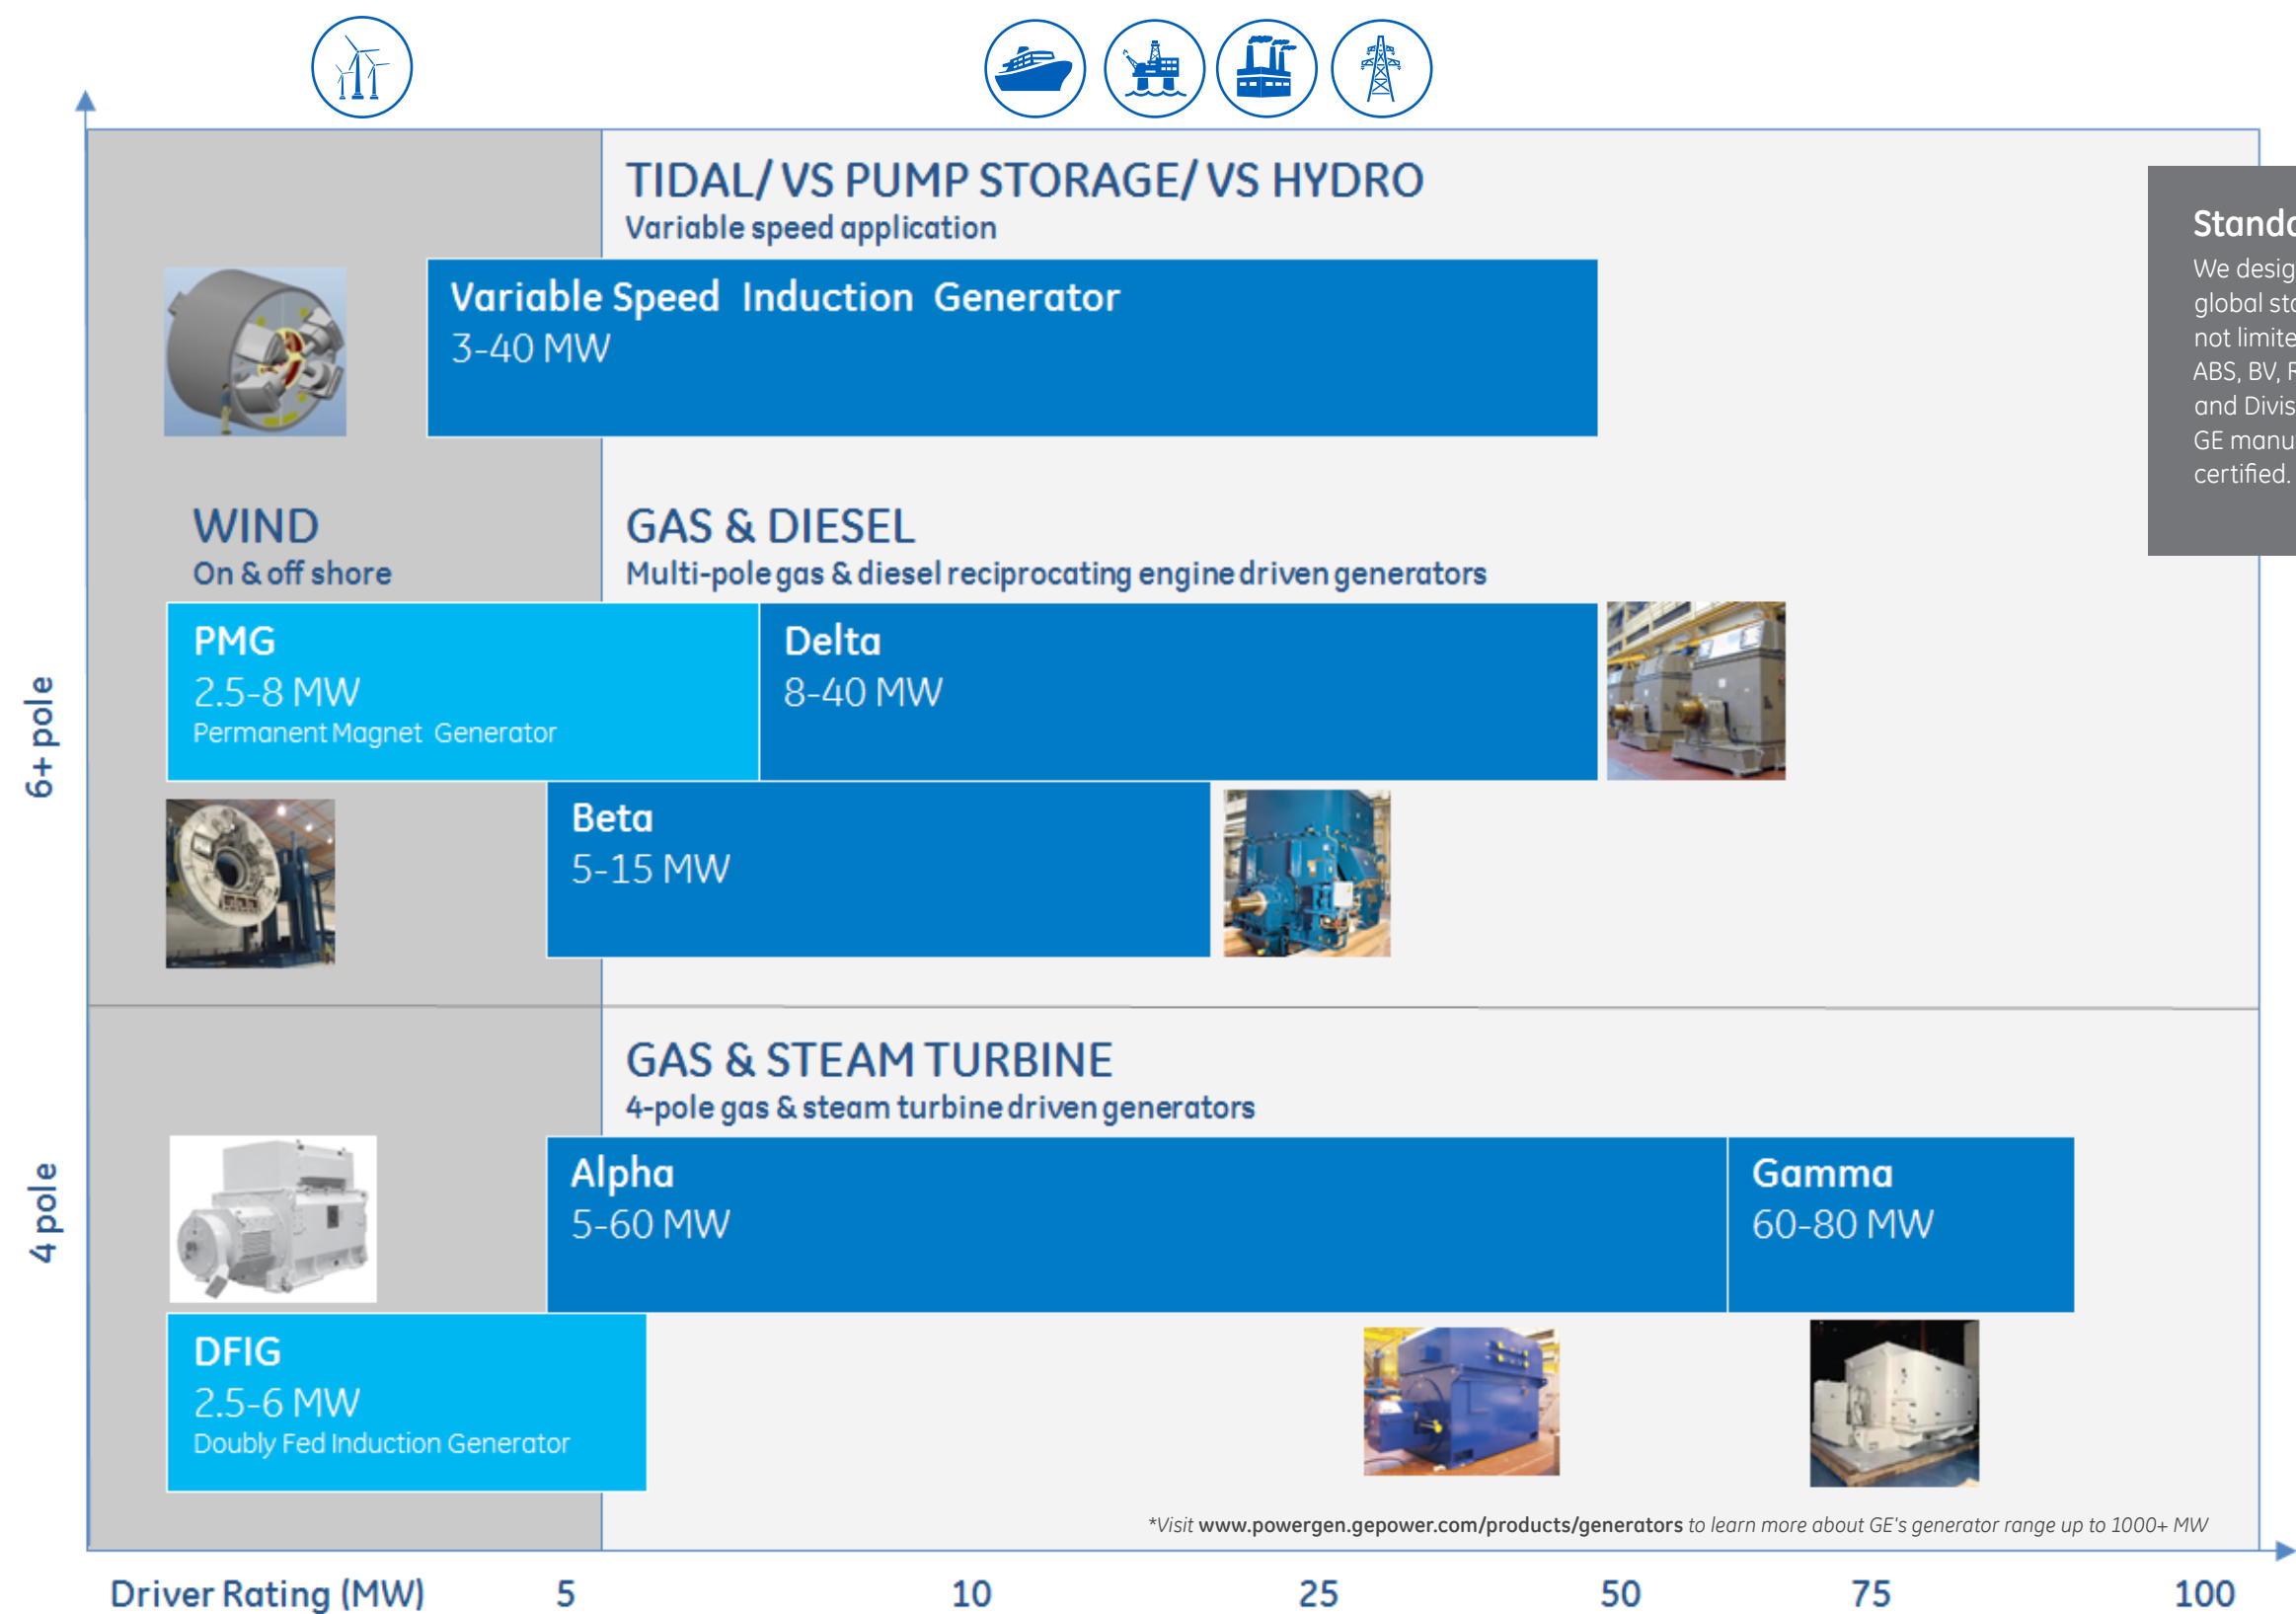 TIDAL/ VS PUMP STORAGE/ VS HYDRO
Variable speed application
Variable Speed Induction Generator
3-40 MW
WIND
On & off shore
GAS & DIESEL
Multi-pole gas & diesel reciprocating engine driven generators
PMG
2.5-8 MW
Permanent Magnet Generator
Delta
8-40 MW
Beta
5-15 MW
6+ pole
GAS & STEAM TURBINE
4-pole gas & steam turbine driven generators
Alpha
5-60 MW
Gamma
60-80 MW
4 pole
DFIG
2.5-6 MW
Doubly Fed Induction Generator
*Visit www.powergen.gepower.com/products/generators to learn more about GE's generator range up to 1000+ MW
Driver Rating (MW) 5 10 25 50 75 100
We
global
not
ABS, BV,
and
GE
certified.